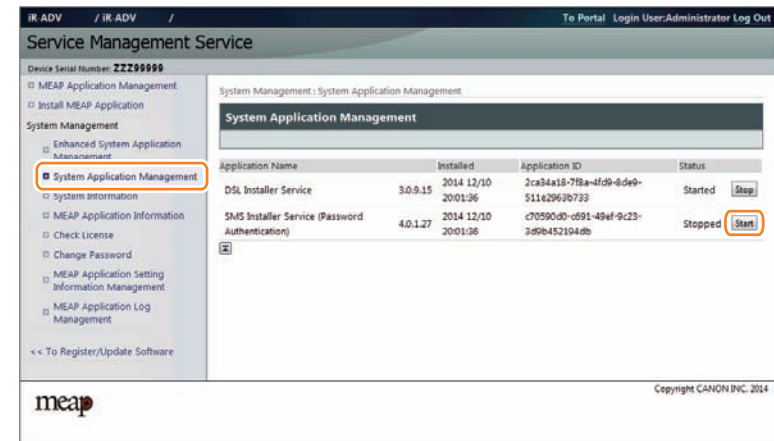 iR-ADV / iR-ADV /
To Portal Login User:Administrator Log Out
Service Management Service
Device Serial Number: ZZZ99999
MEAP Application Management
Install MEAP Application
System Management
Enhanced System Application
Management
System Application Management
System Information
MEAP Application Information
Check License
Change Password
MEAP Application Setting
Information Management
MEAP Application Log
Management
<< To Register/Update Software
System Management : System Application Management
System Application Management
Application Name Installed Application ID Status
DSL Installer Service 3.0.9.15 2014 12/10 20:01:36 2ca34a18-7f8a-4fd9-8de9-511e2963b733 Started Stop
SMS Installer Service (Password Authentication) 4.0.1.27 2014 12/10 20:01:36 c70590d0-c691-49ef-9c23-3d9b452194db Stopped Start
meap
Copyright CANON INC. 2014